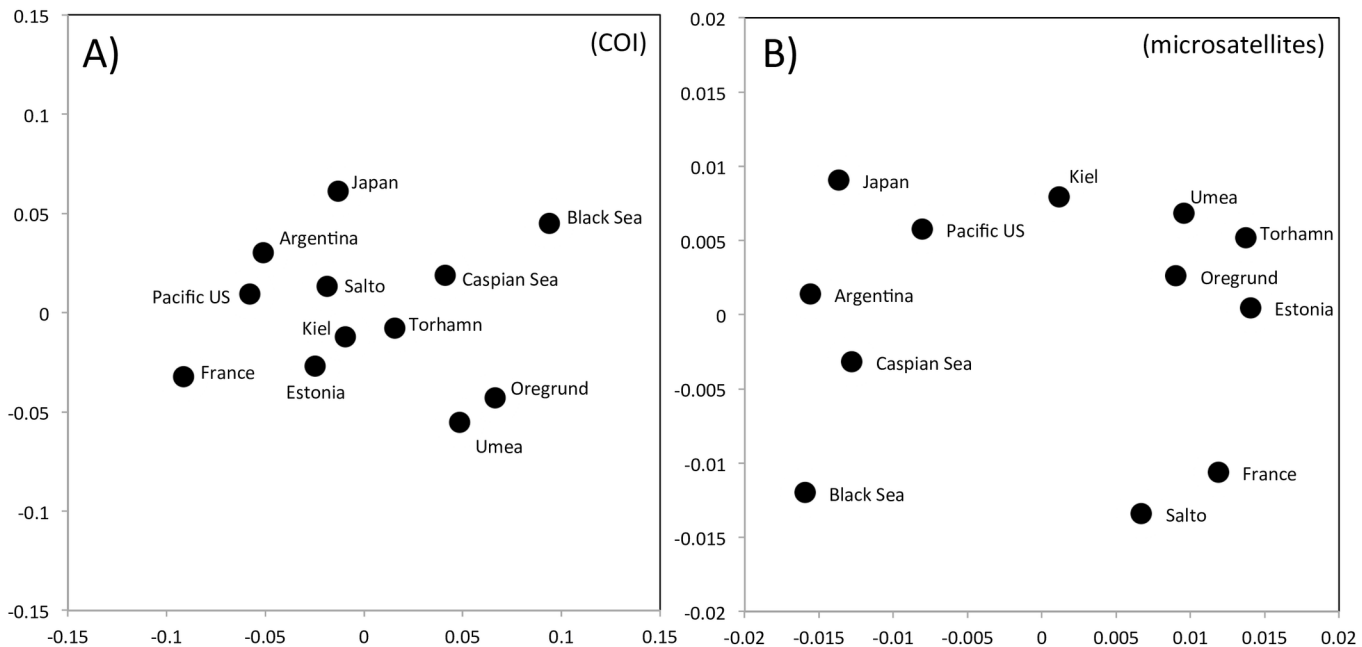 A)
(COI)
0.15
0.1
0.05
0
-0.05
-0.1
-0.15
Japan
Black Sea
Argentina
Caspian Sea
Salto
Pacific US
Torhamn
Kiel
France
Estonia
Oregrund
Umea
-0.15
-0.1
-0.05
0
0.05
0.1
0.15
B)
(microsatellites)
0.02
0.015
0.01
0.005
0
-0.005
-0.01
-0.015
-0.02
Kiel
Japan
Umea
Pacific US
Torhamn
Oregrund
Argentina
Estonia
Caspian Sea
France
Black Sea
Salto
-0.02
-0.015
-0.01
-0.005
0
0.005
0.01
0.015
0.02